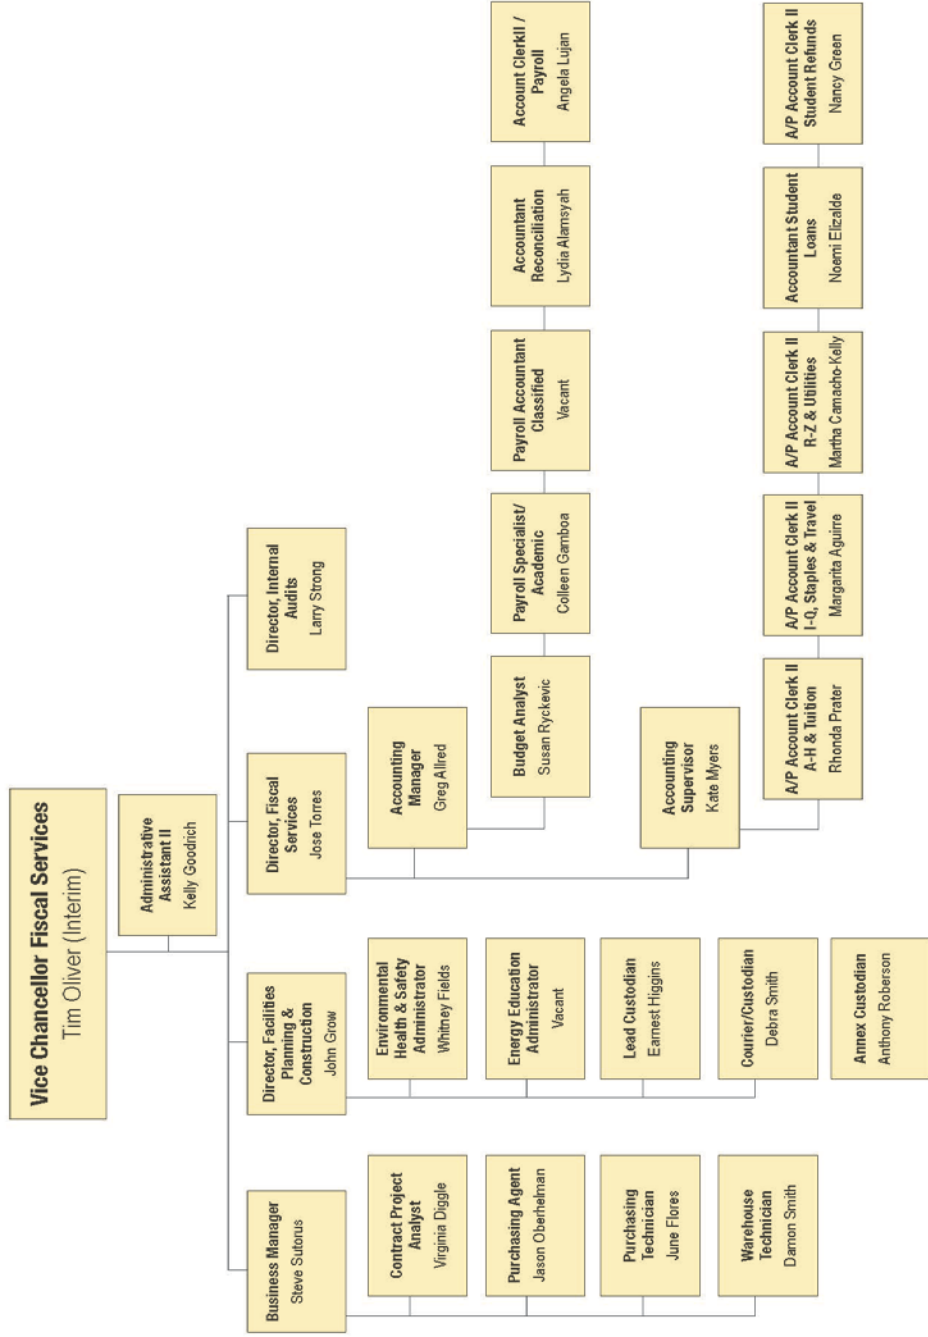 Vice Chancellor Fiscal Services
Tim Oliver (Interim)
Administrative
Assistant II
Kelly Goodrich
Business Manager
Steve Sutorus
Director, Facilities
Planning &
Construction
John Grow
Director, Fiscal
Services
Jose Torres
Director, Internal
Audits
Larry Strong
Contract Project
Analyst
Virginia Diggle
Purchasing Agent
Jason Oberhelman
Purchasing
Technician
June Flores
Warehouse
Technician
Damon Smith
Environmental
Health & Safety
Administrator
Whitney Fields
Energy Education
Administrator
Vacant
Lead Custodian
Earnest Higgins
Courier/Custodian
Debra Smith
Annex Custodian
Anthony Roberson
Accounting
Manager
Greg Allred
Budget Analyst
Susan Ryckevic
Payroll Specialist/
Academic
Colleen Gamboa
Payroll Accountant
Classified
Vacant
Accountant
Reconciliation
Lydia Alamsyah
Account ClerkII /
Payroll
Angela Lujan
Accounting
Supervisor
Kate Myers
A/P Account Clerk II
A-H & Tuition
Rhonda Prater
A/P Account Clerk II
I-Q, Staples & Travel
Margarita Aguirre
A/P Account Clerk II
R-Z & Utilities
Martha Camacho-Kelly
Accountant Student
Loans
Noemi Elizalde
A/P Account Clerk II
Student Refunds
Nancy Green